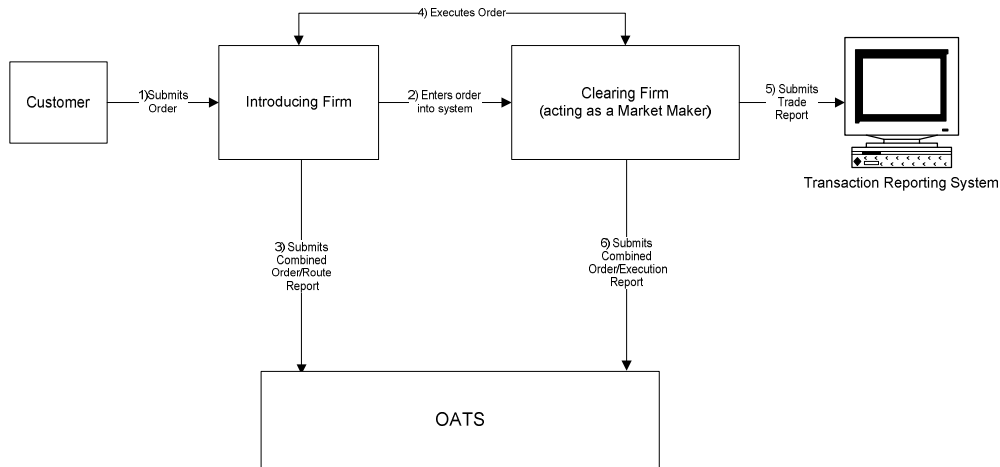 4) Executes Order
Customer
1)Submits
Order
Introducing Firm
2) Enters order
into system
Clearing Firm
(acting as a Market Maker)
5) Submits
Trade
Report
Transaction Reporting System
3) Submits
Combined
Order/Route
Report
6) Submits
Combined
Order/Execution
Report
OATS